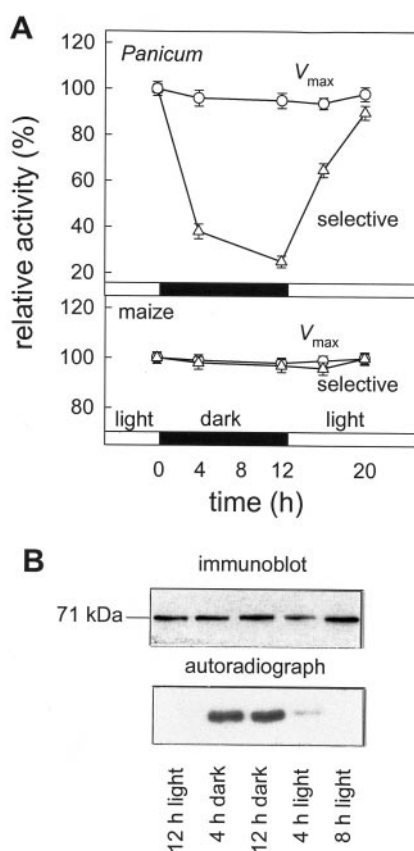 A
relative activity (%)
120
Panicum
Vmax
100
80
60
40
selective
20
120
maize
Vmax
100
selective
80
light dark light
0 4 8 12 20
time (h)
B
immunoblot
71 kDa
autoradiograph
12 h light
4 h dark
12 h dark
4 h light
8 h light